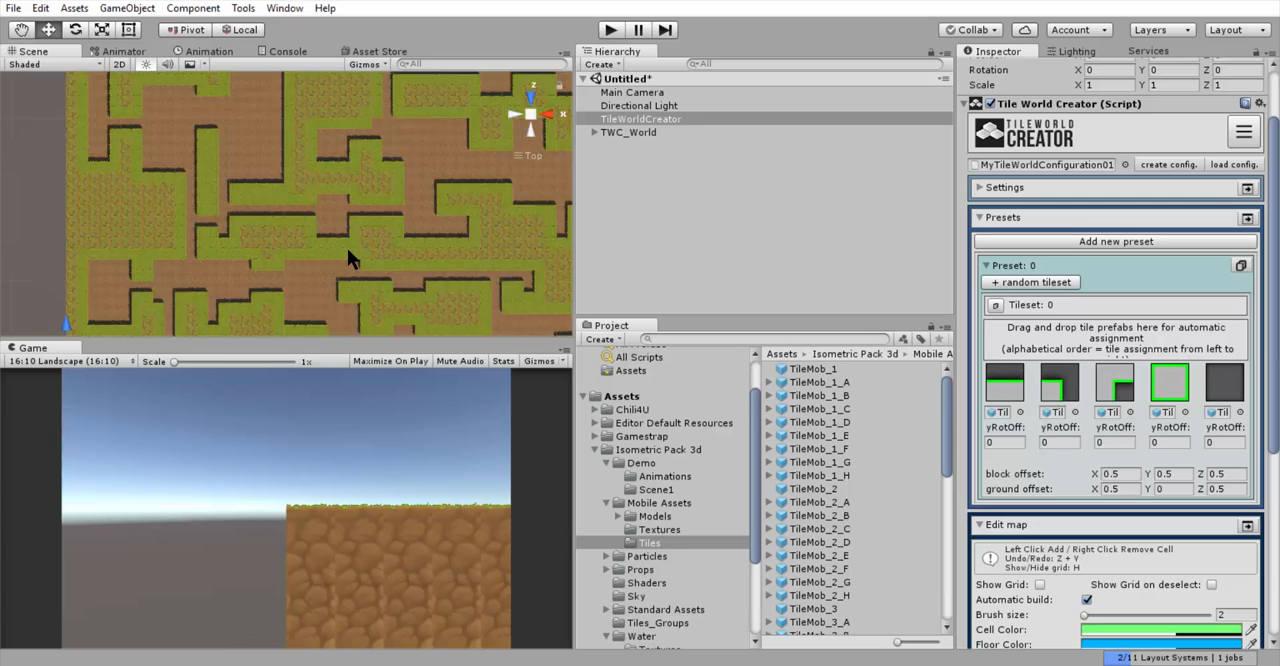 File Edit Assets GameObject Component Tools Window Help
Pivot Local Collab Account Layers Layout
Scene Animator Animation Console Asset Store
Shaded 2D Gizmos All
z
x
Top
Game
16:10 Landscape (16:10) Scale 1x Maximize On Play Mute Audio Stats Gizmos
Hierarchy
Create All
Untitled*
Main Camera
Directional Light
TileWorldCreator
TWC_World
Project
Create
All Scripts
Assets
Assets
Chili4U
Editor Default Resources
Gamestrap
Isometric Pack 3d
Demo
Animations
Scene1
Mobile Assets
Models
Textures
Tiles
Particles
Props
Shaders
Sky
Standard Assets
Tiles_Groups
Water
Assets Isometric Pack 3d Mobile A
TileMob_1
TileMob_1_A
TileMob_1_B
TileMob_1_C
TileMob_1_D
TileMob_1_E
TileMob_1_F
TileMob_1_G
TileMob_1_H
TileMob_2
TileMob_2_A
TileMob_2_B
TileMob_2_C
TileMob_2_D
TileMob_2_E
TileMob_2_F
TileMob_2_G
TileMob_2_H
TileMob_3
TileMob_3_A
Inspector Lighting Services
Rotation X 0 Y 0 Z 0
Scale X 1 Y 1 Z 1
Tile World Creator (Script)
TILEWORLD
CREATOR
MyTileWorldConfiguration01 create config. load config.
Settings
Presets
Add new preset
Preset: 0
+ random tileset
Tileset: 0
Drag and drop tile prefabs here for automatic
assignment
(alphabetical order = tile assignment from left to
Til Til Til Til Til
yRotOff: yRotOff: yRotOff: yRotOff: yRotOff:
0 0 0 0 0
block offset: X 0.5 Y 0.5 Z 0.5
ground offset: X 0.5 Y 0 Z 0.5
Edit map
Left Click Add / Right Click Remove Cell
Undo/Redo: Z + Y
Show/Hide grid: H
Show Grid: Show Grid on deselect:
Automatic build:
Brush size: 2
Cell Color:
Floor Color:
2/11 Layout Systems | 1 jobs